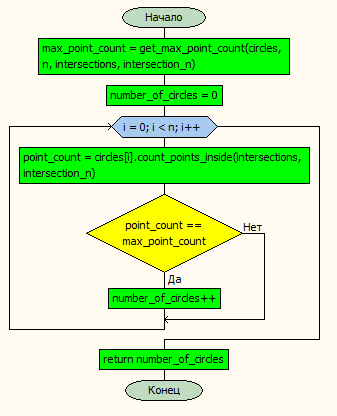 Начало
max_point_count = get_max_point_count(circles,
n, intersections, intersection_n)
number_of_circles = 0
i = 0; i < n; i++
point_count = circles[i].count_points_inside(intersections,
intersection_n)
point_count ==
max_point_count
Нет
Да
number_of_circles++
return number_of_circles
Конец